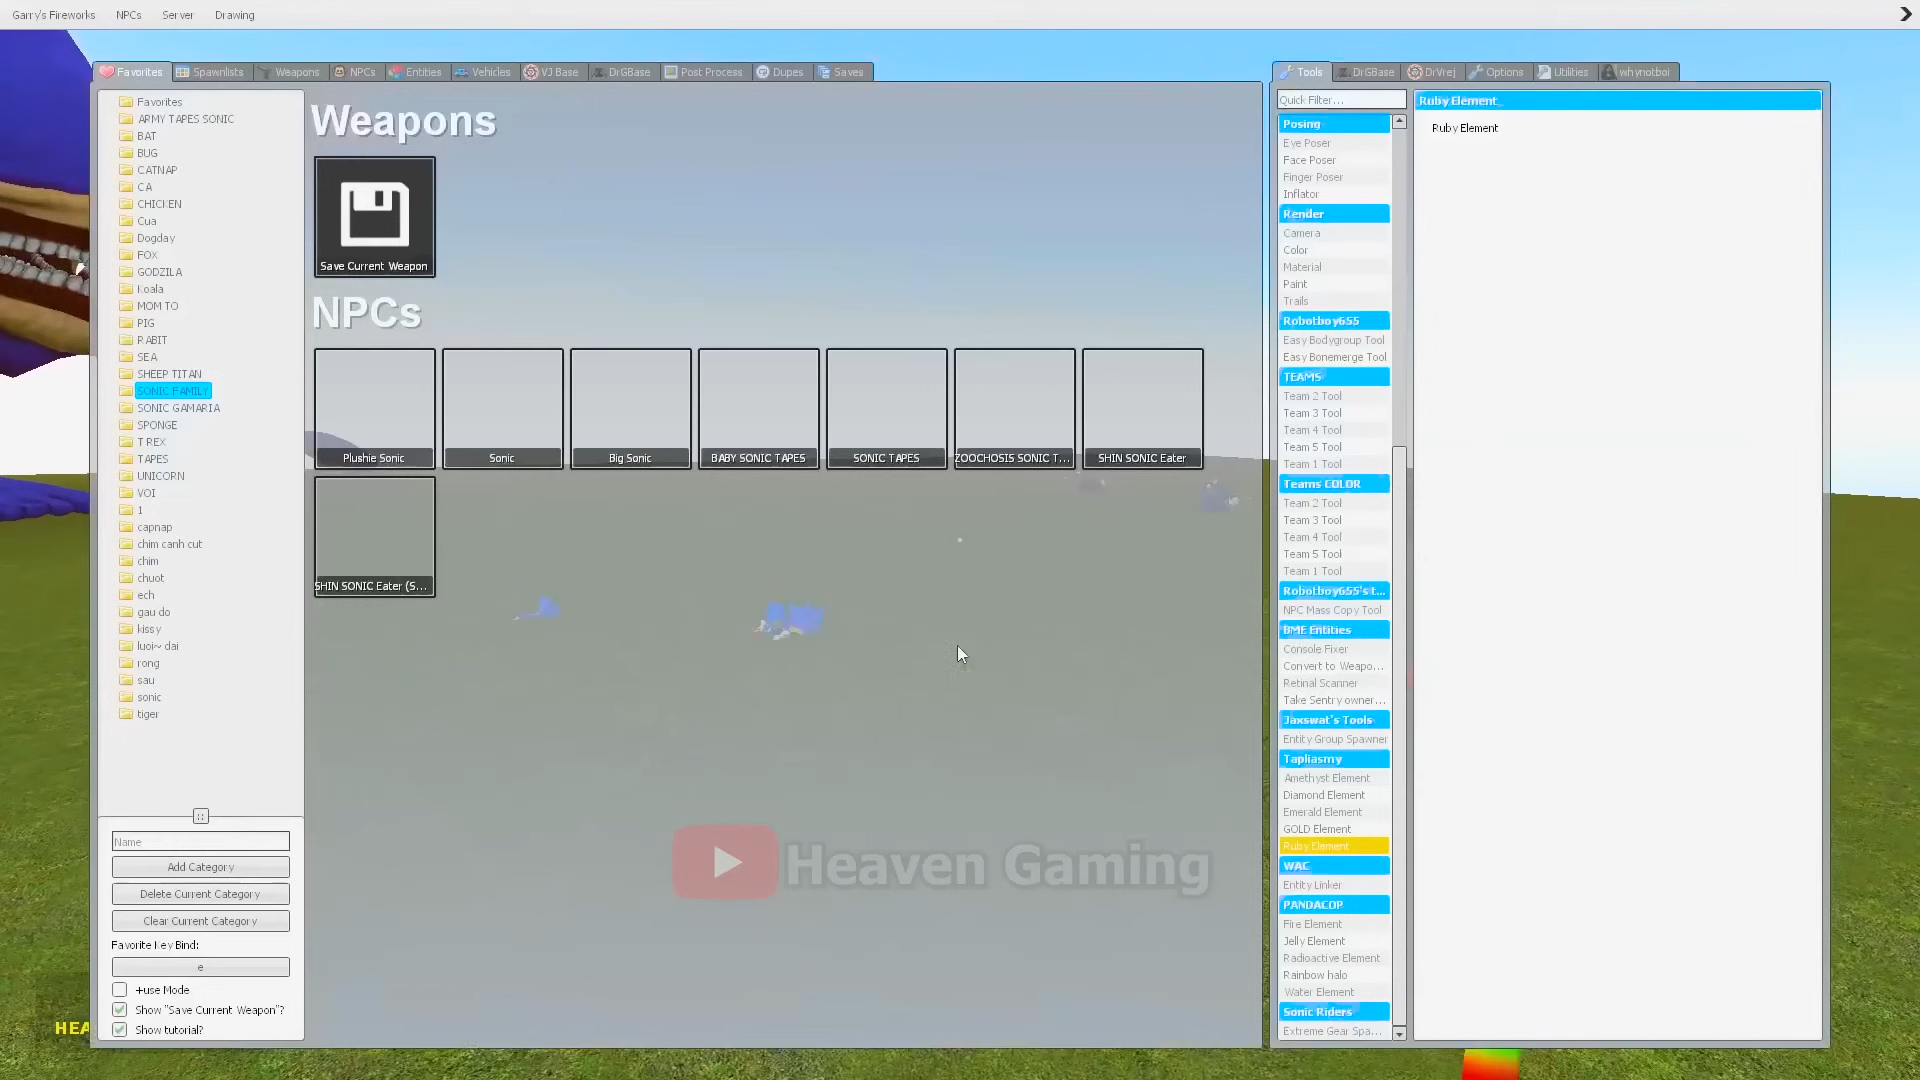 Garry's Fireworks NPCs Server Drawing
Favorites Spawnlists Weapons NPCs Entities Vehicles VJ Base DrGBase Post Process Dupes Saves
Tools DrGBase DrVrej Options Utilities whynotboi
Favorites
ARMY TAPES SONIC
BAT
BUG
CATNAP
CA
CHICKEN
Cua
Dogday
FOX
GODZILA
Koala
MOM TO
PIG
RABIT
SEA
SHEEP TITAN
SONIC FAMILY
SONIC GAMARIA
SPONGE
T REX
TAPES
UNICORN
VOI
1
capnap
chim canh cut
chim
chuot
ech
gau do
kissy
luoi~ dai
rong
sau
sonic
tiger
Name
Add Category
Delete Current Category
Clear Current Category
Favorite Key Bind:
e
+use Mode
Show "Save Current Weapon"?
Show tutorial?
HEA
Weapons
Save Current Weapon
NPCs
Plushie Sonic
Sonic
Big Sonic
BABY SONIC TAPES
SONIC TAPES
ZOOCHOSIS SONIC T...
SHIN SONIC Eater
SHIN SONIC Eater (S...
Heaven Gaming
Quick Filter...
Posing
Eye Poser
Face Poser
Finger Poser
Inflator
Render
Camera
Color
Material
Paint
Trails
Robotboy655
Easy Bodygroup Tool
Easy Bonemerge Tool
TEAMS
Team 2 Tool
Team 3 Tool
Team 4 Tool
Team 5 Tool
Team 1 Tool
Teams COLOR
Team 2 Tool
Team 3 Tool
Team 4 Tool
Team 5 Tool
Team 1 Tool
Robotboy655's t...
NPC Mass Copy Tool
BME Entities
Console Fixer
Convert to Weapo...
Retinal Scanner
Take Sentry owner...
Jaxswat's Tools
Entity Group Spawner
Tapliasmy
Amethyst Element
Diamond Element
Emerald Element
GOLD Element
Ruby Element
WAC
Entity Linker
PANDACOP
Fire Element
Jelly Element
Radioactive Element
Rainbow halo
Water Element
Sonic Riders
Extreme Gear Spa...
Ruby Element
Ruby Element